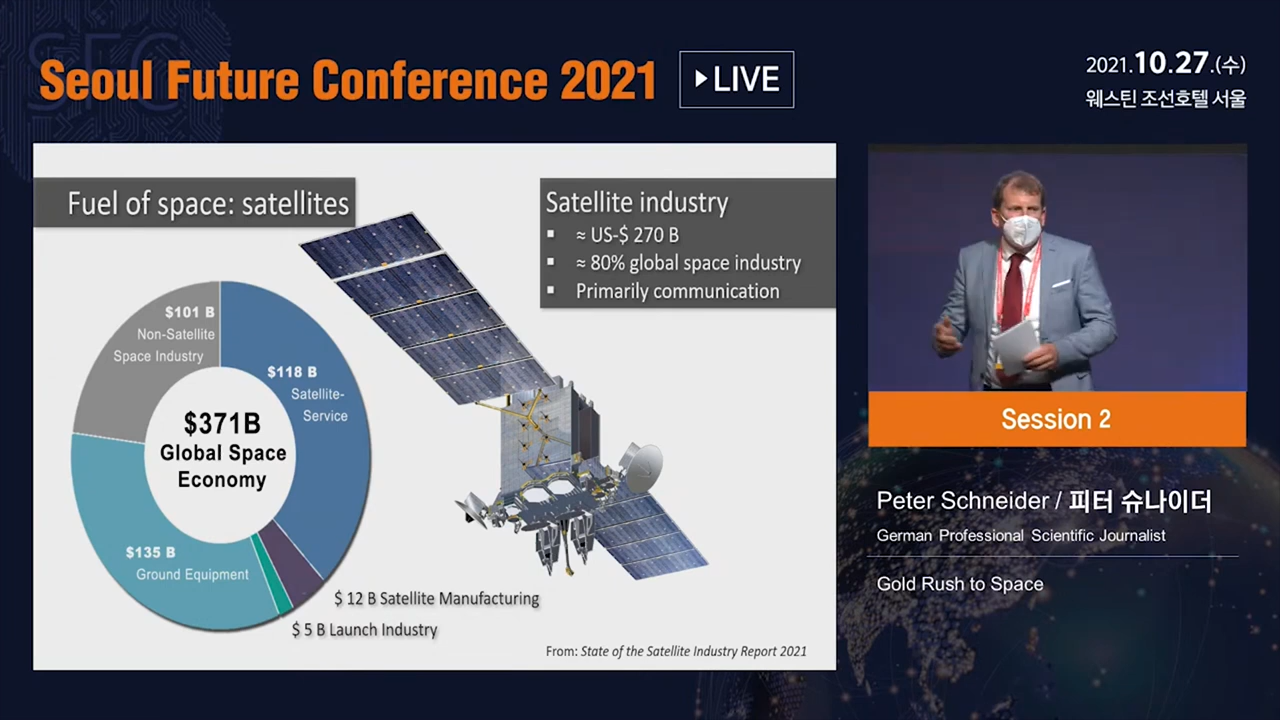 Seoul Future Conference 2021
LIVE
2021.10.27.(수)
웨스틴 조선호텔 서울
SFC
Fuel of space: satellites
Satellite industry
▪ ≈ US-$ 270 B
▪ ≈ 80% global space industry
▪ Primarily communication
$101 B
Non-Satellite
Space Industry
$118 B
Satellite-
Service
$371B
Global Space
Economy
$135 B
Ground Equipment
$ 12 B Satellite Manufacturing
$ 5 B Launch Industry
From: State of the Satellite Industry Report 2021
Session 2
Peter Schneider / 피터 슈나이더
German Professional Scientific Journalist
Gold Rush to Space